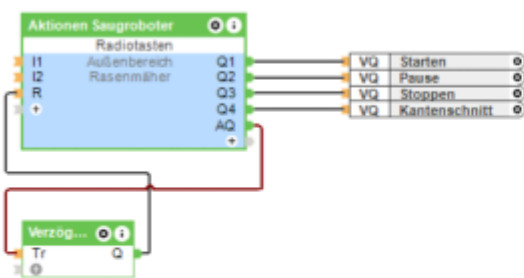 Aktionen Saugroboter
Radiotasten
I1 Außenbereich Q1
I2 Rasenmäher Q2
R Q3
Q4
AQ
VQ Starten
VQ Pause
VQ Stoppen
VQ Kantenschnitt
Verzög...
Tr Q